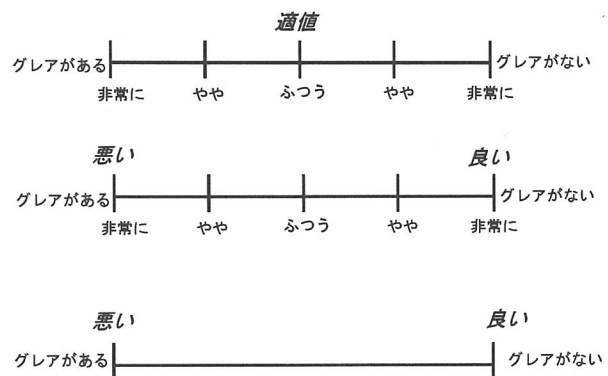 適値
グレアがある グレアがない
非常に やや ふつう やや 非常に
悪い 良い
グレアがある グレアがない
非常に やや ふつう やや 非常に
悪い 良い
グレアがある グレアがない